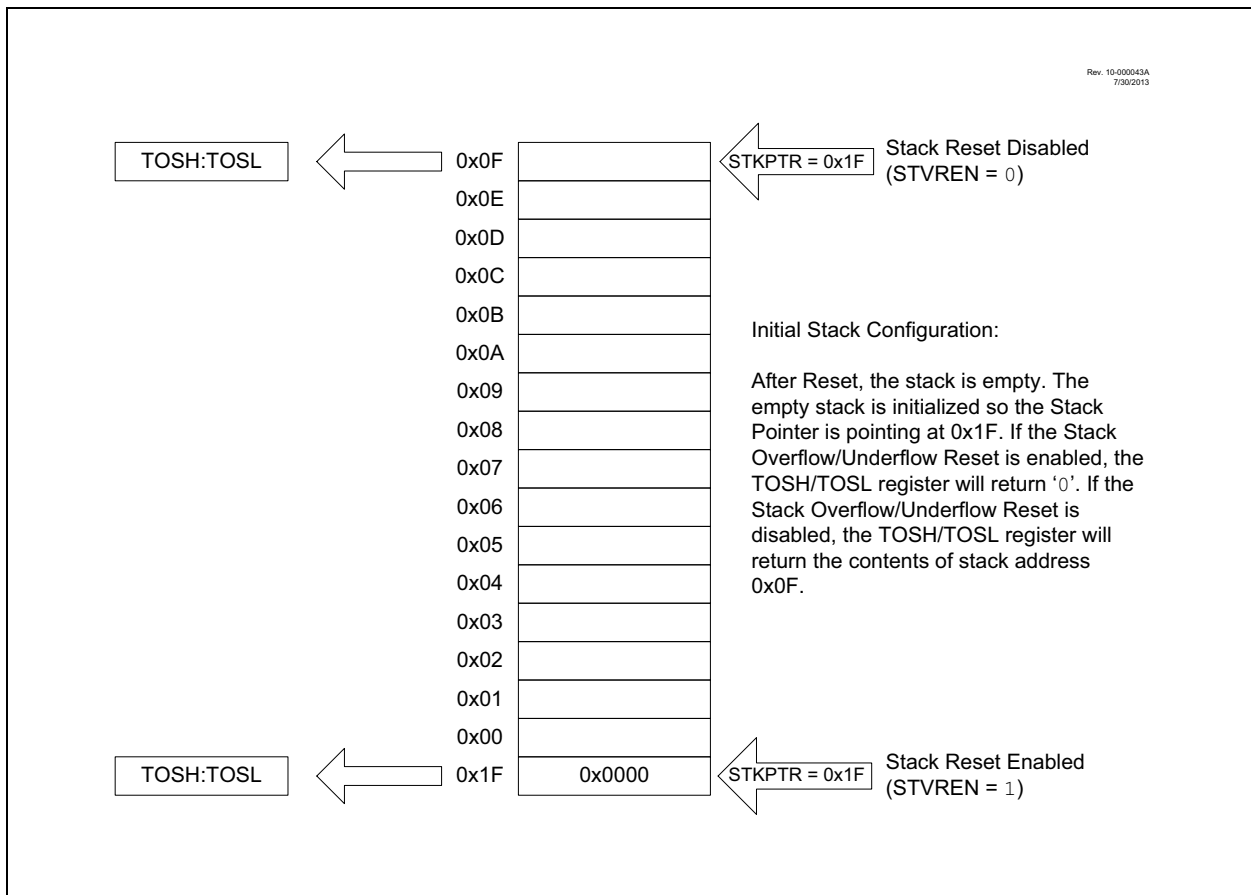 Rev. 10-000043A
7/30/2013
TOSH:TOSL
0x0F
STKPTR = 0x1F
Stack Reset Disabled
(STVREN = 0)
0x0E
0x0D
0x0C
0x0B
0x0A
0x09
0x08
0x07
0x06
0x05
0x04
0x03
0x02
0x01
0x00
Initial Stack Configuration:
After Reset, the stack is empty. The
empty stack is initialized so the Stack
Pointer is pointing at 0x1F. If the Stack
Overflow/Underflow Reset is enabled, the
TOSH/TOSL register will return ‘0’. If the
Stack Overflow/Underflow Reset is
disabled, the TOSH/TOSL register will
return the contents of stack address
0x0F.
TOSH:TOSL
0x1F
0x0000
STKPTR = 0x1F
Stack Reset Enabled
(STVREN = 1)